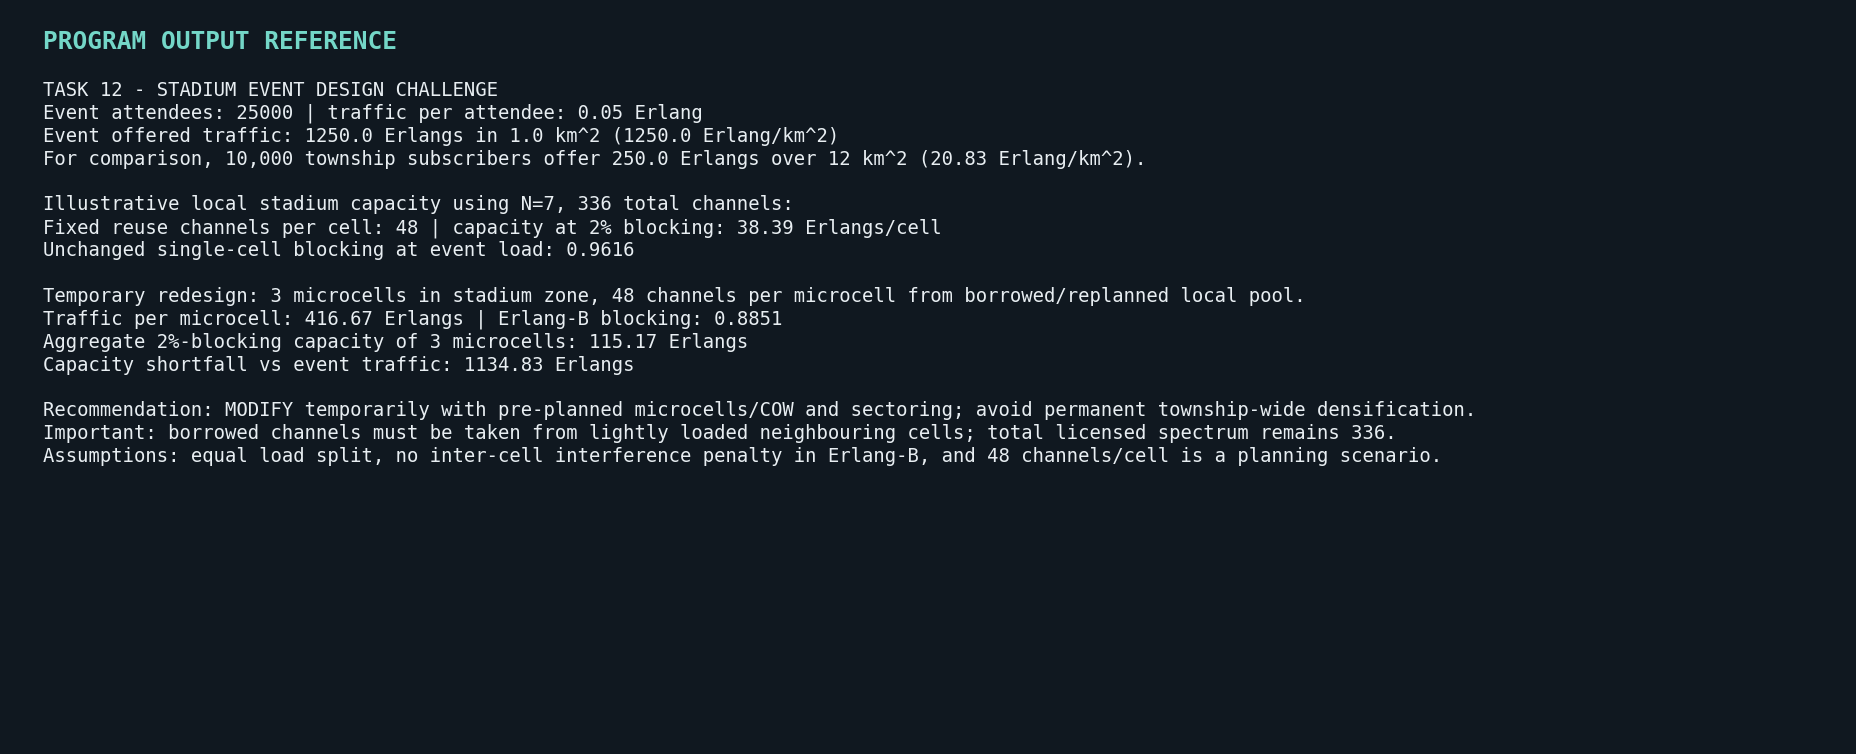 PROGRAM OUTPUT REFERENCE
TASK 12 - STADIUM EVENT DESIGN CHALLENGE
Event attendees: 25000 | traffic per attendee: 0.05 Erlang
Event offered traffic: 1250.0 Erlangs in 1.0 km^2 (1250.0 Erlang/km^2)
For comparison, 10,000 township subscribers offer 250.0 Erlangs over 12 km^2 (20.83 Erlang/km^2).
Illustrative local stadium capacity using N=7, 336 total channels:
Fixed reuse channels per cell: 48 | capacity at 2% blocking: 38.39 Erlangs/cell
Unchanged single-cell blocking at event load: 0.9616
Temporary redesign: 3 microcells in stadium zone, 48 channels per microcell from borrowed/replanned local pool.
Traffic per microcell: 416.67 Erlangs | Erlang-B blocking: 0.8851
Aggregate 2%-blocking capacity of 3 microcells: 115.17 Erlangs
Capacity shortfall vs event traffic: 1134.83 Erlangs
Recommendation: MODIFY temporarily with pre-planned microcells/COW and sectoring; avoid permanent township-wide densification.
Important: borrowed channels must be taken from lightly loaded neighbouring cells; total licensed spectrum remains 336.
Assumptions: equal load split, no inter-cell interference penalty in Erlang-B, and 48 channels/cell is a planning scenario.